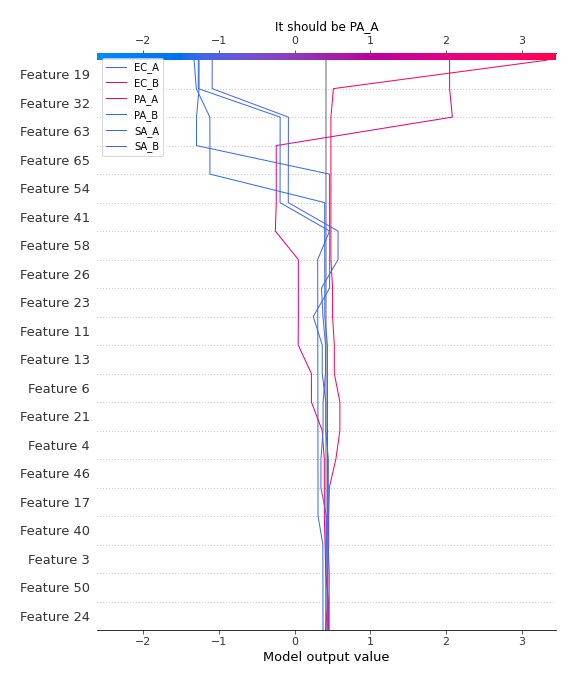 It should be PA_A
−2 −1 0 1 2 3
EC_A
EC_B
PA_A
PA_B
SA_A
SA_B
Feature 19
Feature 32
Feature 63
Feature 65
Feature 54
Feature 41
Feature 58
Feature 26
Feature 23
Feature 11
Feature 13
Feature 6
Feature 21
Feature 4
Feature 46
Feature 17
Feature 40
Feature 3
Feature 50
Feature 24
−2 −1 0 1 2 3
Model output value